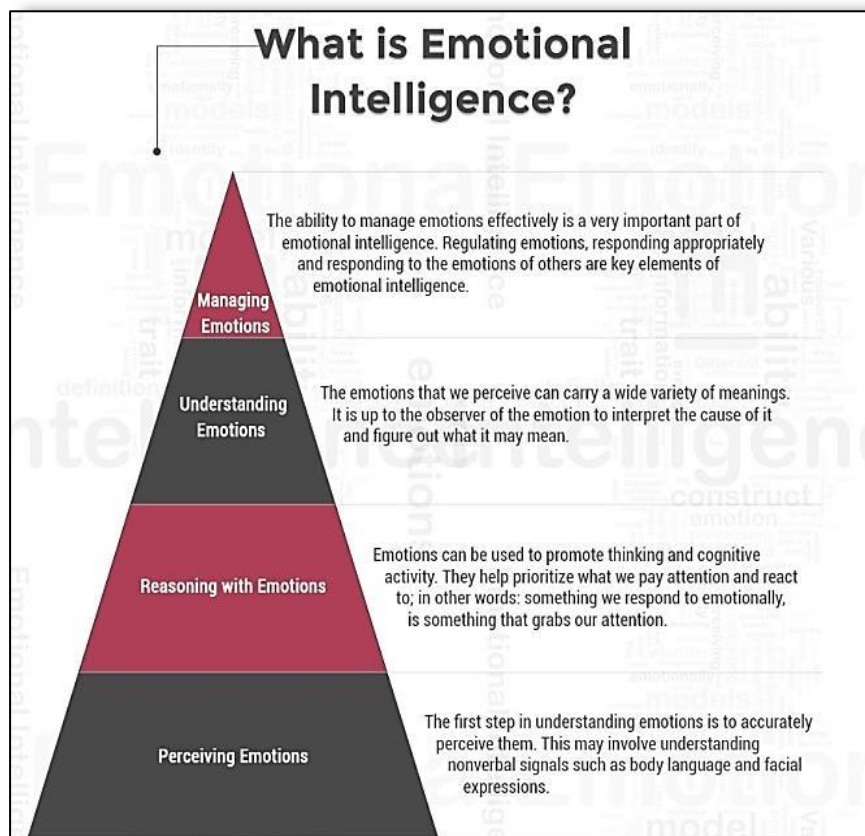 What is Emotional
Intelligence?
The ability to manage emotions effectively is a very important part of
emotional intelligence. Regulating emotions, responding appropriately
and responding to the emotions of others are key elements of
emotional intelligence.
Managing
Emotions
Understanding
Emotions
The emotions that we perceive can carry a wide variety of meanings.
It is up to the observer of the emotion to interpret the cause of it
and figure out what it may mean.
Reasoning with Emotions
Emotions can be used to promote thinking and cognitive
activity. They help prioritize what we pay attention and react
to; in other words: something we respond to emotionally,
is something that grabs our attention.
Perceiving Emotions
The first step in understanding emotions is to accurately
perceive them. This may involve understanding
nonverbal signals such as body language and facial
expressions.